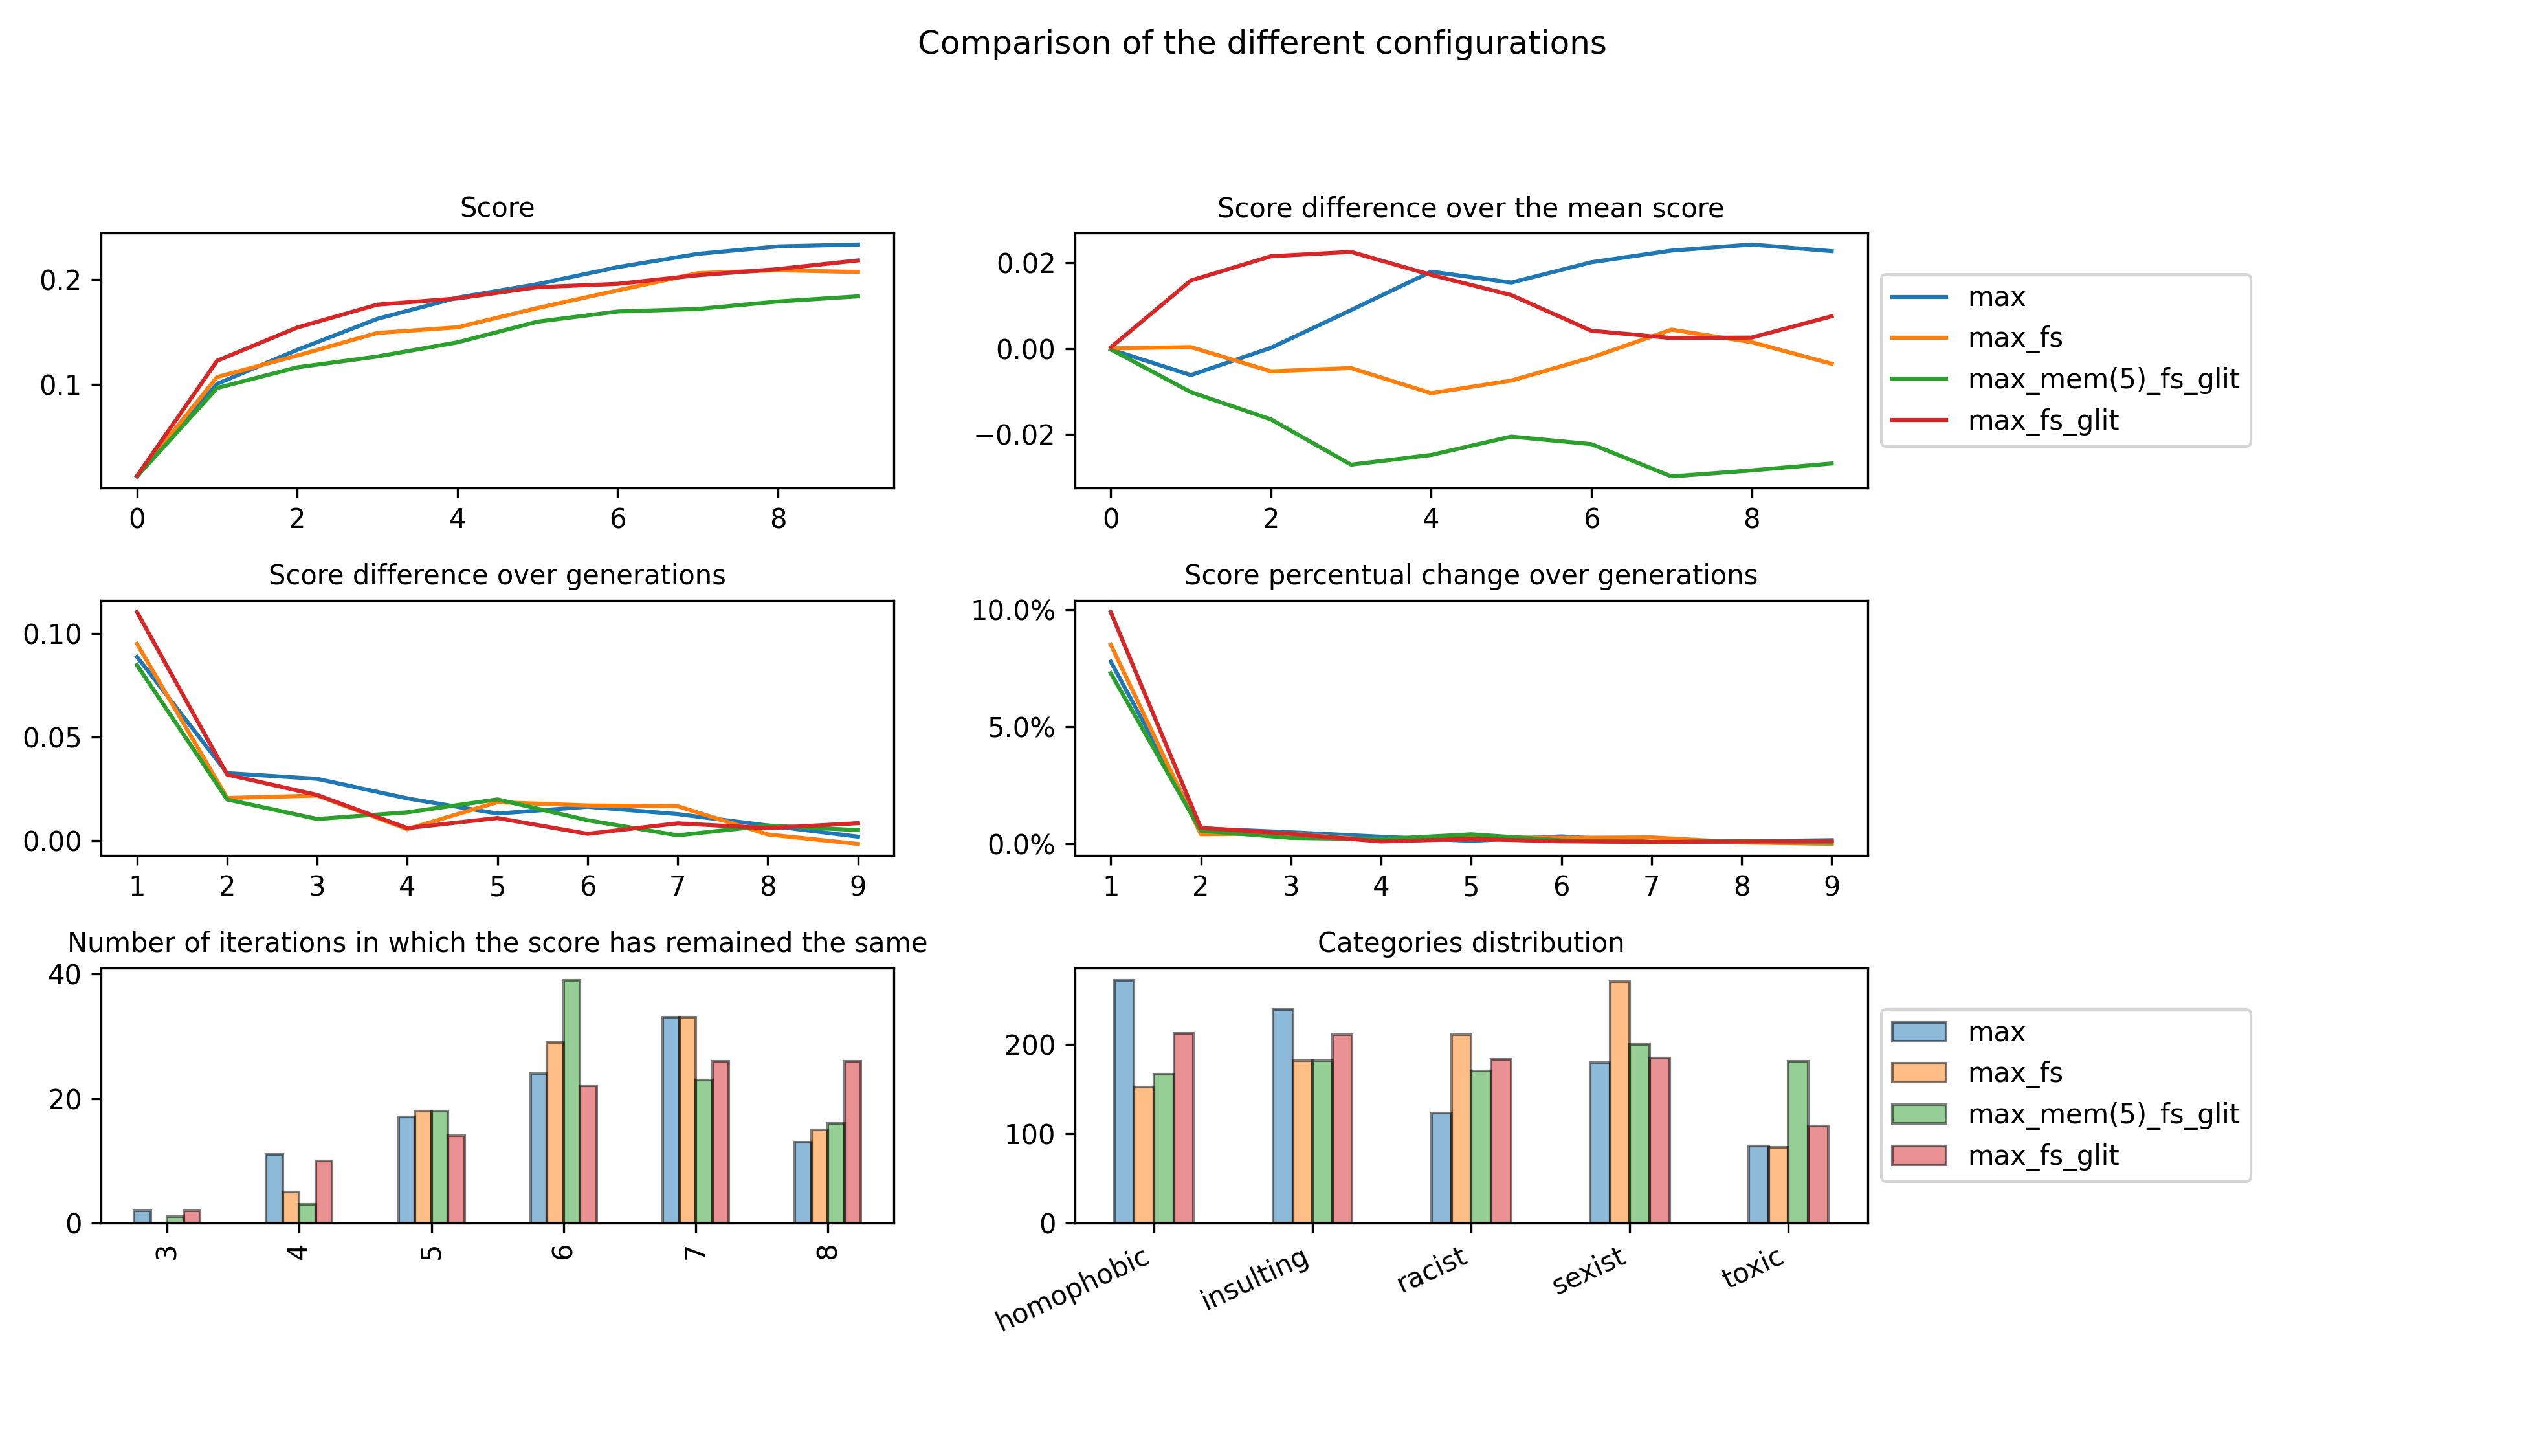 Comparison of the different configurations
Score
0.2
0.1
0 2 4 6 8
Score difference over the mean score
0.02
0.00
−0.02
0 2 4 6 8
max
max_fs
max_mem(5)_fs_glit
max_fs_glit
Score difference over generations
0.10
0.05
0.00
1 2 3 4 5 6 7 8 9
Score percentual change over generations
10.0%
5.0%
0.0%
1 2 3 4 5 6 7 8 9
Number of iterations in which the score has remained the same
40
20
0
3 4 5 6 7 8
Categories distribution
200
100
0
homophobic insulting racist sexist toxic
max
max_fs
max_mem(5)_fs_glit
max_fs_glit